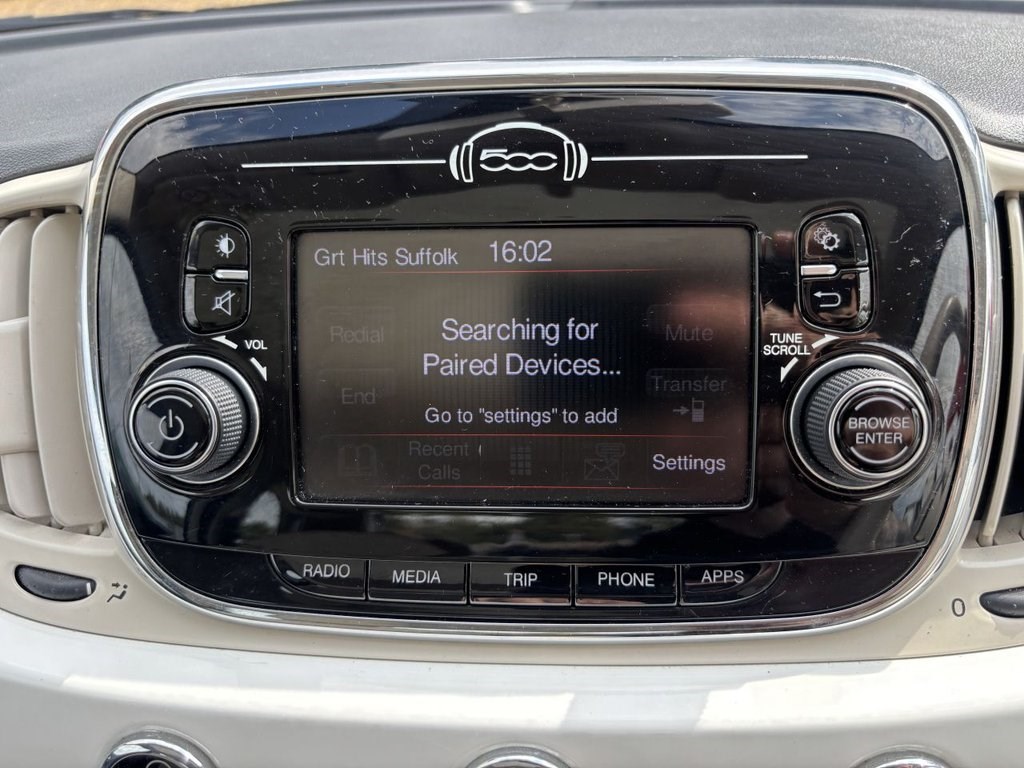 500
Grt Hits Suffolk 16:02
VOL
TUNE
SCROLL
Redial
Searching for
Paired Devices...
Mute
End
Transfer
Go to "settings" to add
Recent
Calls
Settings
BROWSE
ENTER
RADIO MEDIA TRIP PHONE APPS
0